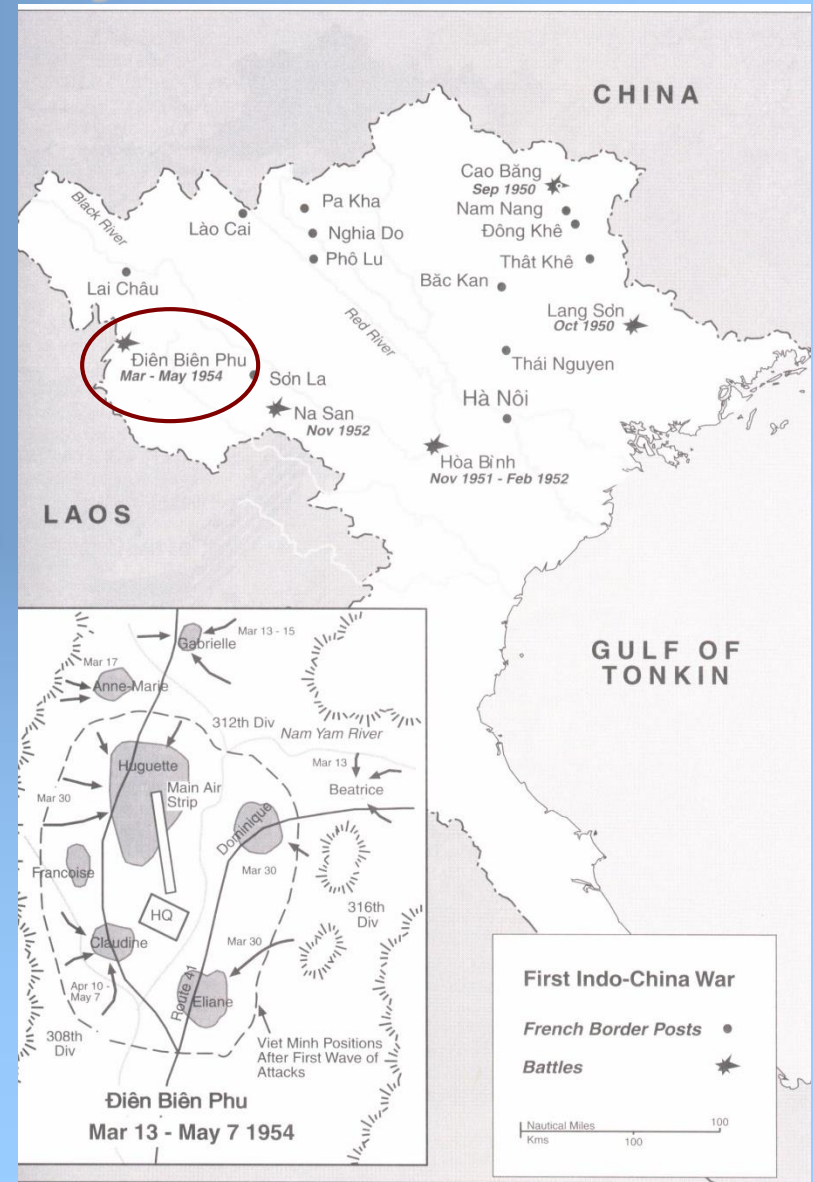 CHINA
Cao Băng
Sep 1950
Pa Kha
Nam Nang
Black River
Lào Cai
Đông Khê
Nghia Do
Phô Lu
Thât Khê
Lai Châu
Băc Kan
Lang Sơn
Oct 1950
Red River
Điên Biên Phu
Mar - May 1954
Thái Nguyen
Sơn La
Hà Nôi
Na San
Nov 1952
Hòa Bình
Nov 1951 - Feb 1952
LAOS
GULF OF
TONKIN
Mar 13 - 15
Gabrielle
Mar 17
Anne-Marie
312th Div
Nam Yam River
Huguette
Mar 13
Main Air
Strip
Beatrice
Mar 30
Dominique
Francoise
Mar 30
HQ
316th
Div
Claudine
Mar 30
Apr 10 -
May 7
Route 41
Eliane
308th
Div
Viet Minh Positions
After First Wave of
Attacks
Điên Biên Phu
Mar 13 - May 7 1954
First Indo-China War
French Border Posts
Battles
Nautical Miles
100
Kms
100